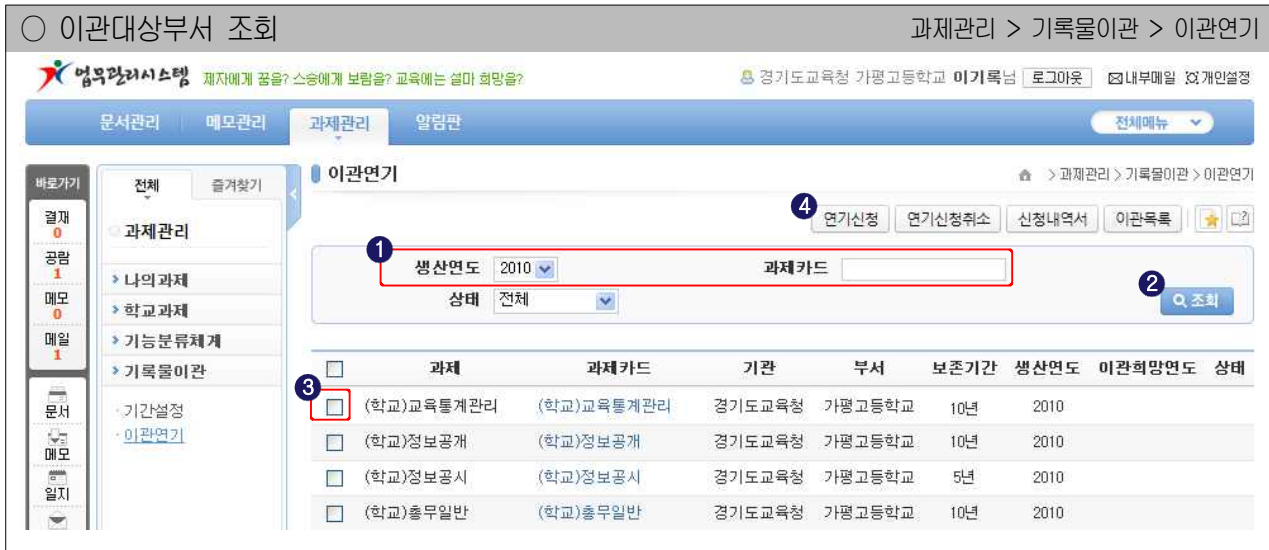 ○ 이관대상부서 조회 과제관리 > 기록물이관 > 이관연기
업무관리시스템 제자에게 꿈을? 스승에게 보람을? 교육에는 설마 희망을? 경기도교육청 가평고등학교 이기록님 로그아웃 내부메일 개인설정
문서관리 메모관리 과제관리 알림판 전체메뉴
바로가기 전체 즐겨찾기 이관연기 > 과제관리 > 기록물이관 > 이관연기
4 연기신청 연기신청취소 신청내역서 이관목록
결재
0
공람
1
메모
0
메일
1
문서
메모
일지
과제관리
나의과제
학교과제
기능분류체계
기록물이관
· 기간설정
· 이관연기
1 생산연도 2010 과제카드
상태 전체 2 조회
과제 과제카드 기관 부서 보존기간 생산연도 이관희망연도 상태
3 (학교)교육통계관리 (학교)교육통계관리 경기도교육청 가평고등학교 10년 2010
(학교)정보공개 (학교)정보공개 경기도교육청 가평고등학교 10년 2010
(학교)정보공시 (학교)정보공시 경기도교육청 가평고등학교 5년 2010
(학교)총무일반 (학교)총무일반 경기도교육청 가평고등학교 10년 2010